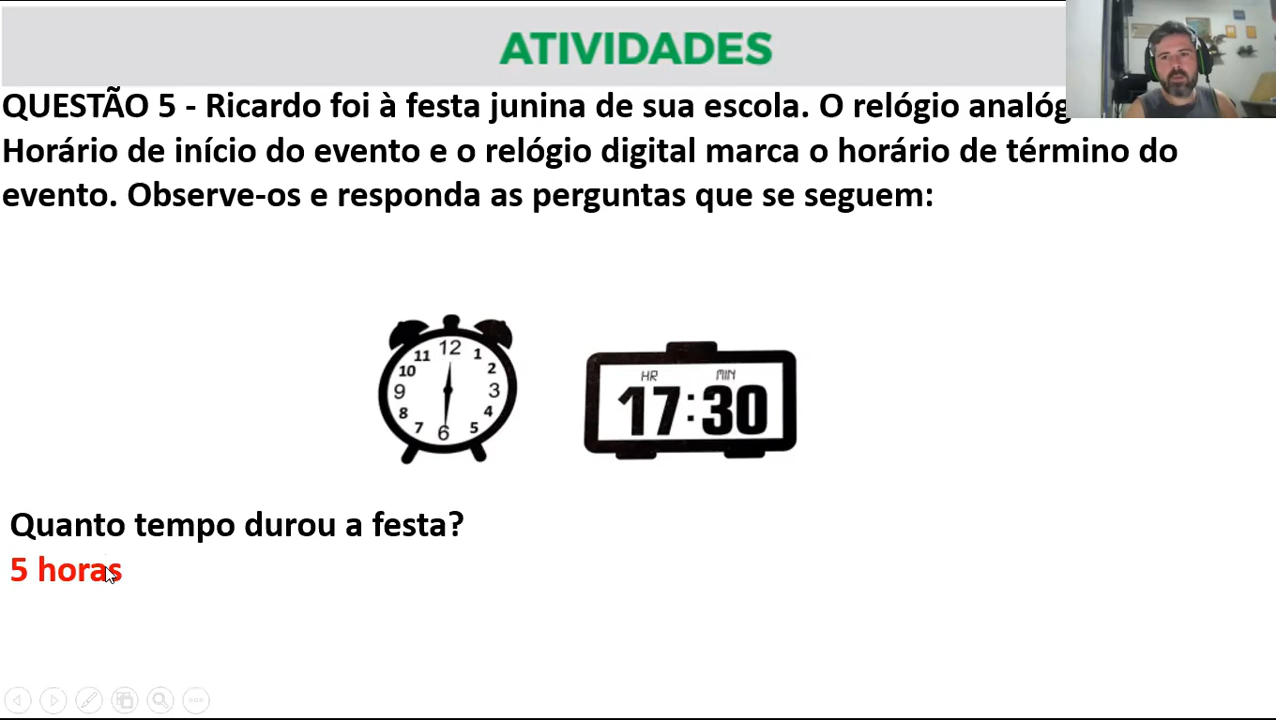 ATIVIDADES
QUESTÃO 5 - Ricardo foi à festa junina de sua escola. O relógio
Horário de início do evento e o relógio digital marca o horário de término do
evento. Observe-os e responda as perguntas que se seguem:
12
11 1
10 2
9 3
8 4
7 5
6
HR MIN
17:30
Quanto tempo durou a festa?
5 horas